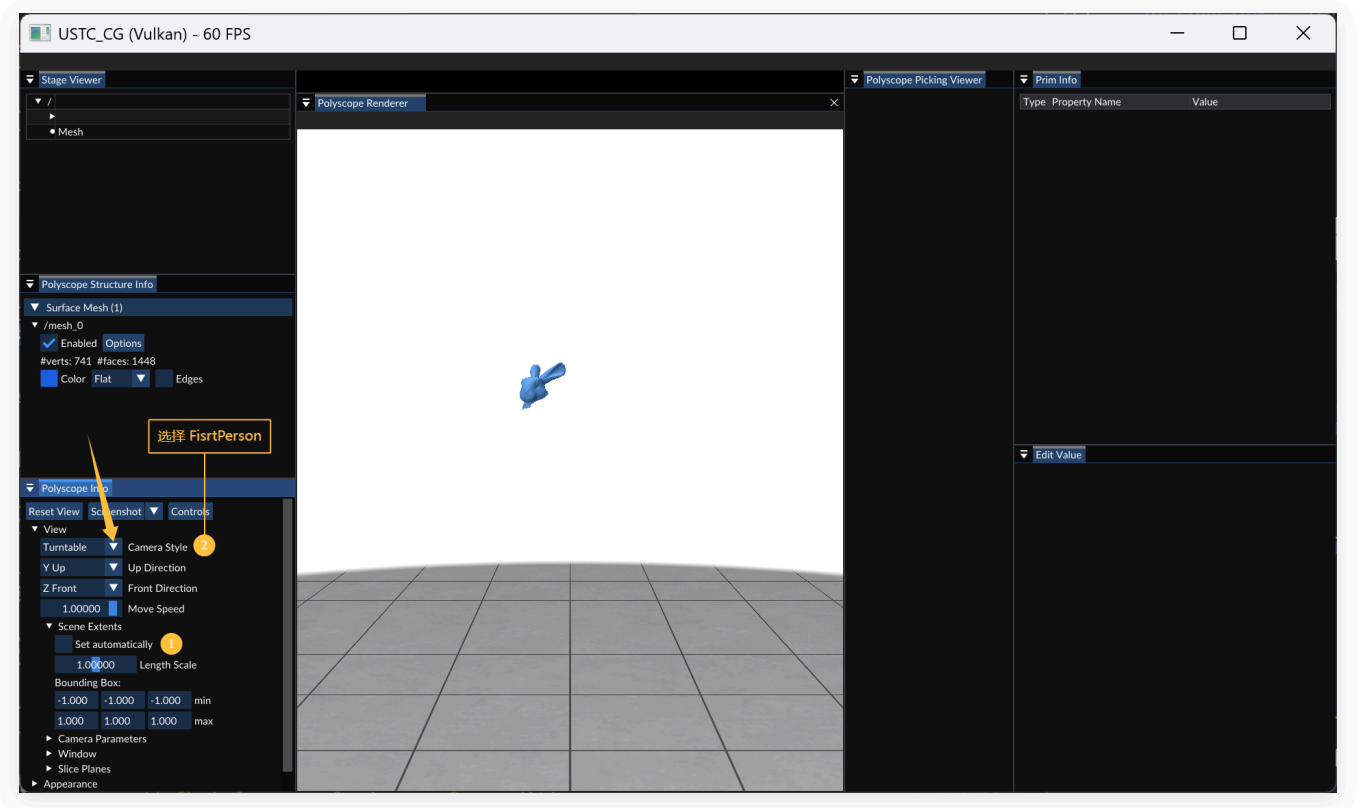 USTC_CG (Vulkan) - 60 FPS
Stage Viewer
/
Mesh
Polyscope Structure Info
Surface Mesh (1)
/mesh_0
Enabled Options
#verts: 741 #faces: 1448
Color Flat Edges
选择 FisrtPerson
Polyscope Info
Reset View Screenshot Controls
View
Turntable Camera Style 2
Y Up Up Direction
Z Front Front Direction
1.00000 Move Speed
Scene Extents
Set automatically 1
1.00000 Length Scale
Bounding Box:
-1.000 -1.000 -1.000 min
1.000 1.000 1.000 max
Camera Parameters
Window
Slice Planes
Appearance
Polyscope Renderer
Polyscope Picking Viewer
Prim Info
Type Property Name Value
Edit Value